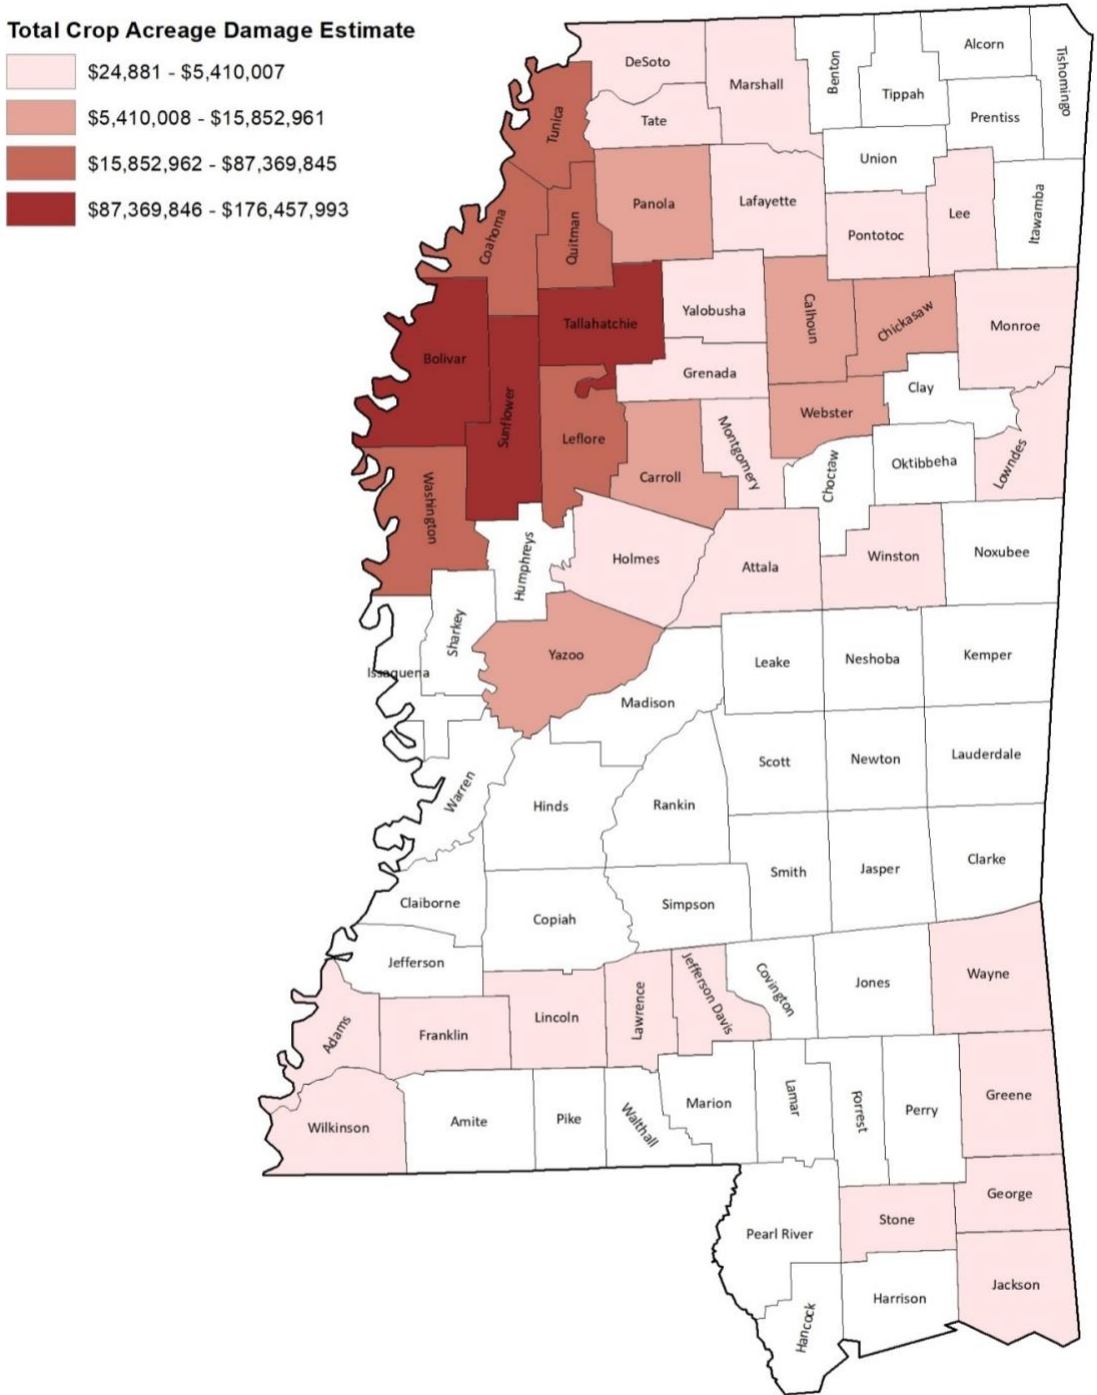 Total Crop Acreage Damage Estimate
$24,881 - $5,410,007
$5,410,008 - $15,852,961
$15,852,962 - $87,369,845
$87,369,846 - $176,457,993
DeSoto
Marshall
Benton
Tippah
Alcorn
Tishomingo
Prentiss
Tunica
Tate
Union
Panola
Lafayette
Lee
Itawamba
Coahoma
Quitman
Pontotoc
Tallahatchie
Yalobusha
Calhoun
Chickasaw
Monroe
Bolivar
Sunflower
Grenada
Clay
Leflore
Webster
Montgomery
Carroll
Choctaw
Oktibbeha
Lowndes
Washington
Humphreys
Holmes
Attala
Winston
Noxubee
Sharkey
Issaquena
Yazoo
Leake
Neshoba
Kemper
Madison
Scott
Newton
Lauderdale
Warren
Hinds
Rankin
Smith
Jasper
Clarke
Claiborne
Copiah
Simpson
Jefferson
Jefferson Davis
Covington
Jones
Wayne
Adams
Franklin
Lincoln
Lawrence
Wilkinson
Amite
Pike
Walthall
Marion
Lamar
Forrest
Perry
Greene
George
Stone
Pearl River
Jackson
Harrison
Hancock